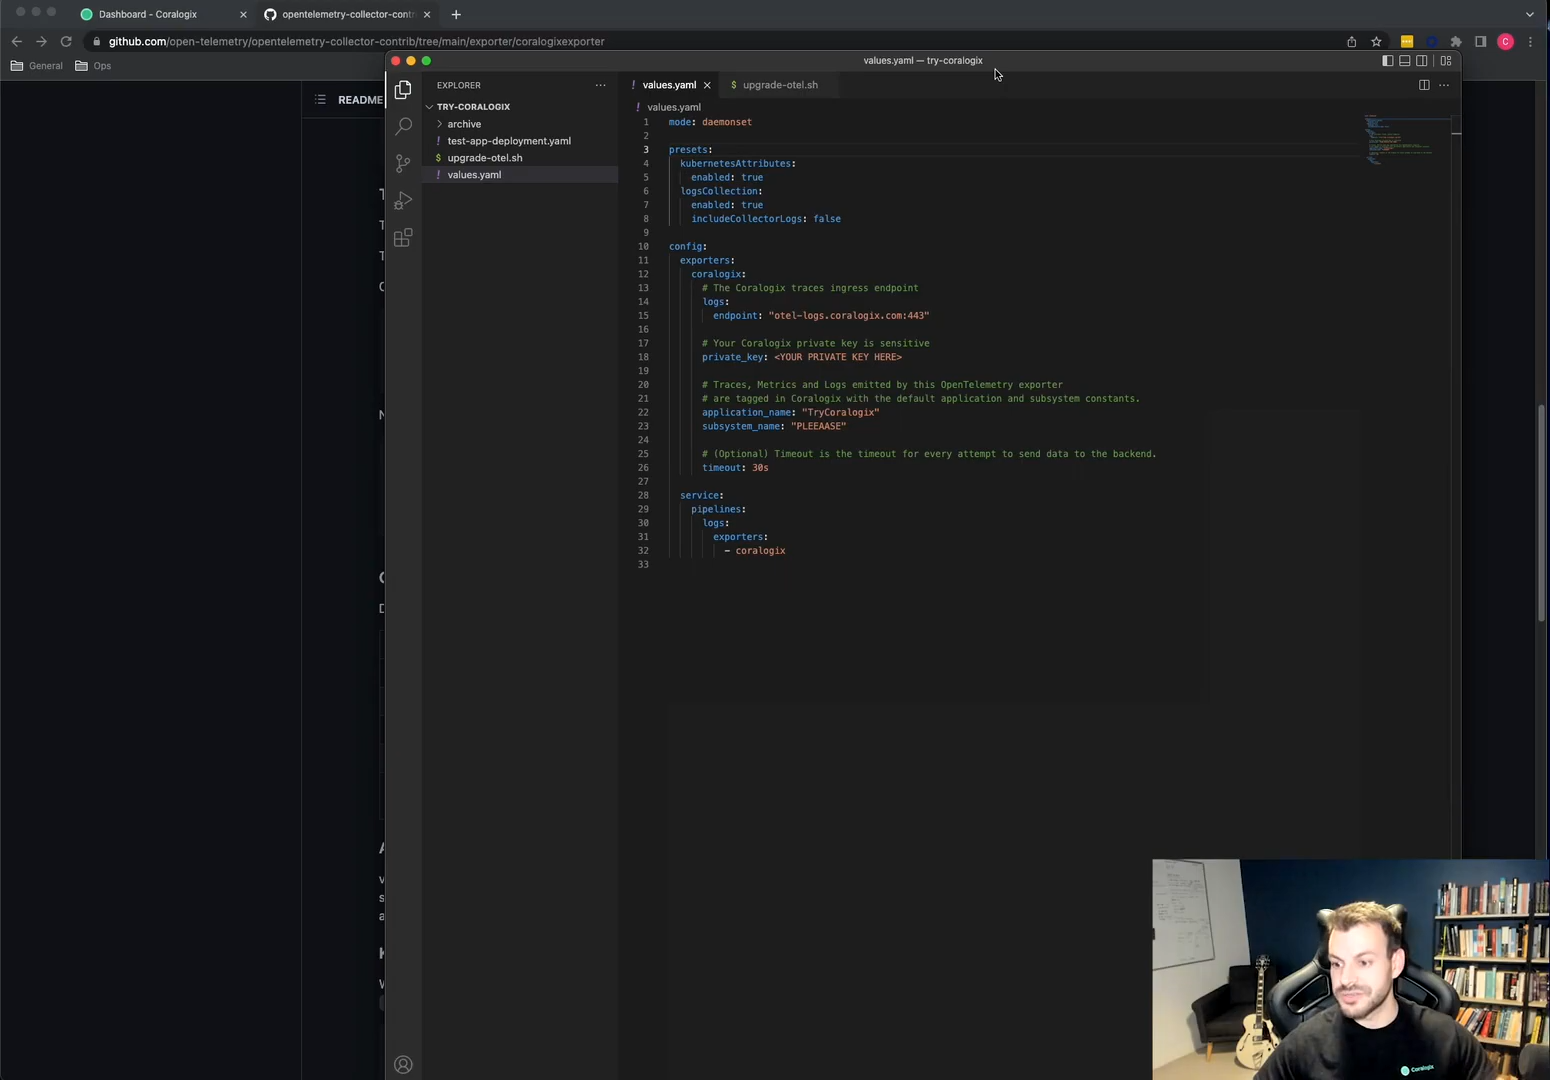 Dashboard - Coralogix
opentelemetry-collector-contri
github.com/open-telemetry/opentelemetry-collector-contrib/tree/main/exporter/coralogixexporter
C
General
Ops
values.yaml — try-coralogix
README
EXPLORER
TRY-CORALOGIX
archive
! test-app-deployment.yaml
$ upgrade-otel.sh
! values.yaml
! values.yaml
$ upgrade-otel.sh
! values.yaml
1 mode: daemonset
2
3 presets:
4 kubernetesAttributes:
5 enabled: true
6 logsCollection:
7 enabled: true
8 includeCollectorLogs: false
9
10 config:
11 exporters:
12 coralogix:
13 # The Coralogix traces ingress endpoint
14 logs:
15 endpoint: "otel-logs.coralogix.com:443"
16
17 # Your Coralogix private key is sensitive
18 private_key: <YOUR PRIVATE KEY HERE>
19
20 # Traces, Metrics and Logs emitted by this OpenTelemetry exporter
21 # are tagged in Coralogix with the default application and subsystem constants.
22 application_name: "TryCoralogix"
23 subsystem_name: "PLEEAASE"
24
25 # (Optional) Timeout is the timeout for every attempt to send data to the backend.
26 timeout: 30s
27
28 service:
29 pipelines:
30 logs:
31 exporters:
32 - coralogix
33
Coralogix